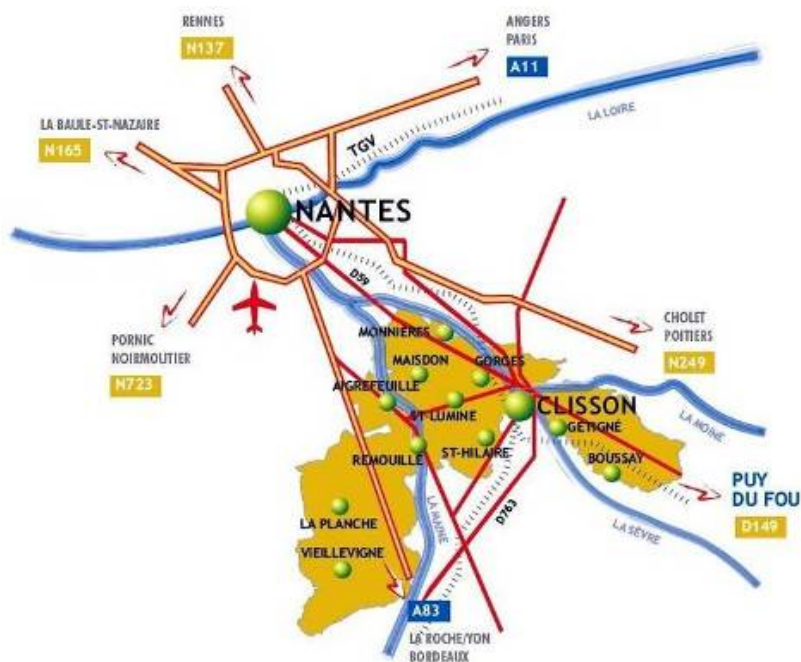 RENNES
N137
ANGERS
PARIS
A11
LA BAULE-ST-NAZAIRE
N165
TGV
LA LOIRE
NANTES
D59
PORNIC
NOIRMOUTIER
N723
CHOLET
POITIERS
N249
MONNIÈRES
MAISDON
GORGES
AIGREFEUILLE
ST-LUMINE
CLISSON
GÉTIGNÉ
LA MOINE
REMOUILLÉ
ST-HILAIRE
BOUSSAY
PUY
DU FOU
D149
LA PLANCHE
LA MAINE
D763
LA SÈVRE
VIEILLEVIGNE
A83
LA ROCHE/YON
BORDEAUX